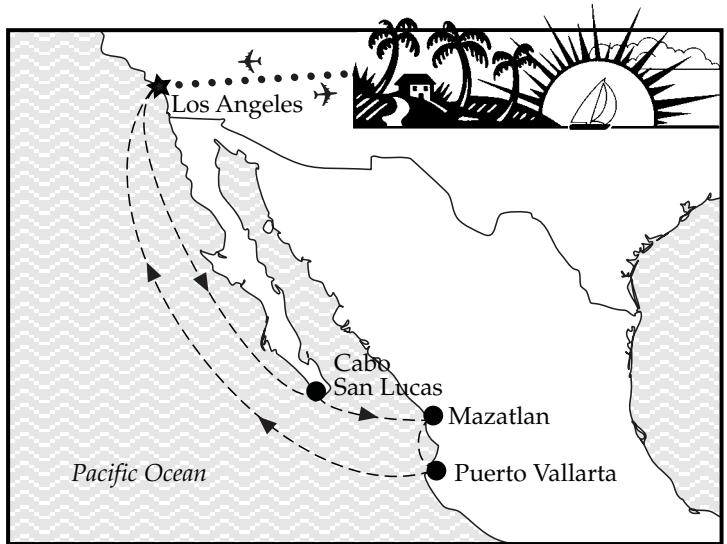 Los Angeles
Cabo
San Lucas
Mazatlan
Puerto Vallarta
Pacific Ocean